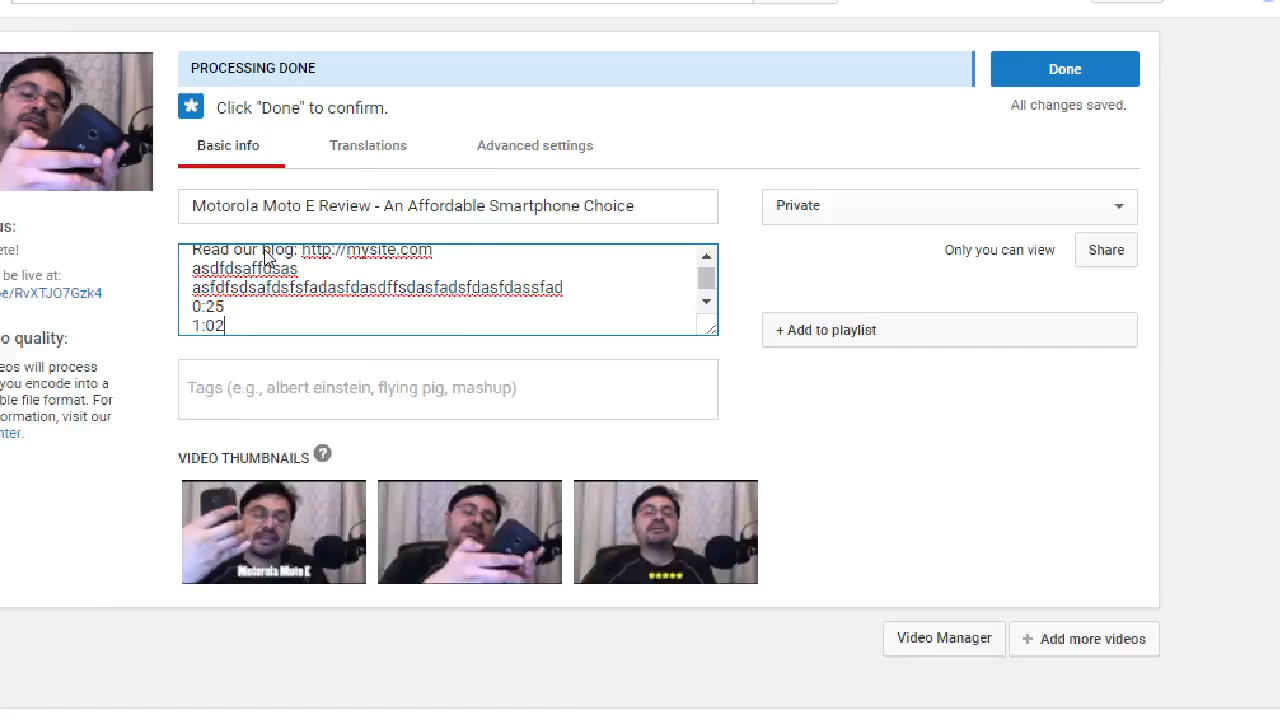 PROCESSING DONE
Done
Click "Done" to confirm.
All changes saved.
Basic info
Translations
Advanced settings
Motorola Moto E Review - An Affordable Smartphone Choice
Private
Read our blog: http://mysite.com
asdfdsaffdsas
asfdfsdsafdsfsfadasfdasdffsdasfadsfdasfdassfad
0:25
1:02
Only you can view
Share
+ Add to playlist
Tags (e.g., albert einstein, flying pig, mashup)
VIDEO THUMBNAILS ?
Motorola Moto E
us:
ete!
be live at:
be/RvXTJO7Gzk4
o quality:
eos will process
you encode into a
ble file format. For
ormation, visit our
nter.
Video Manager
+ Add more videos